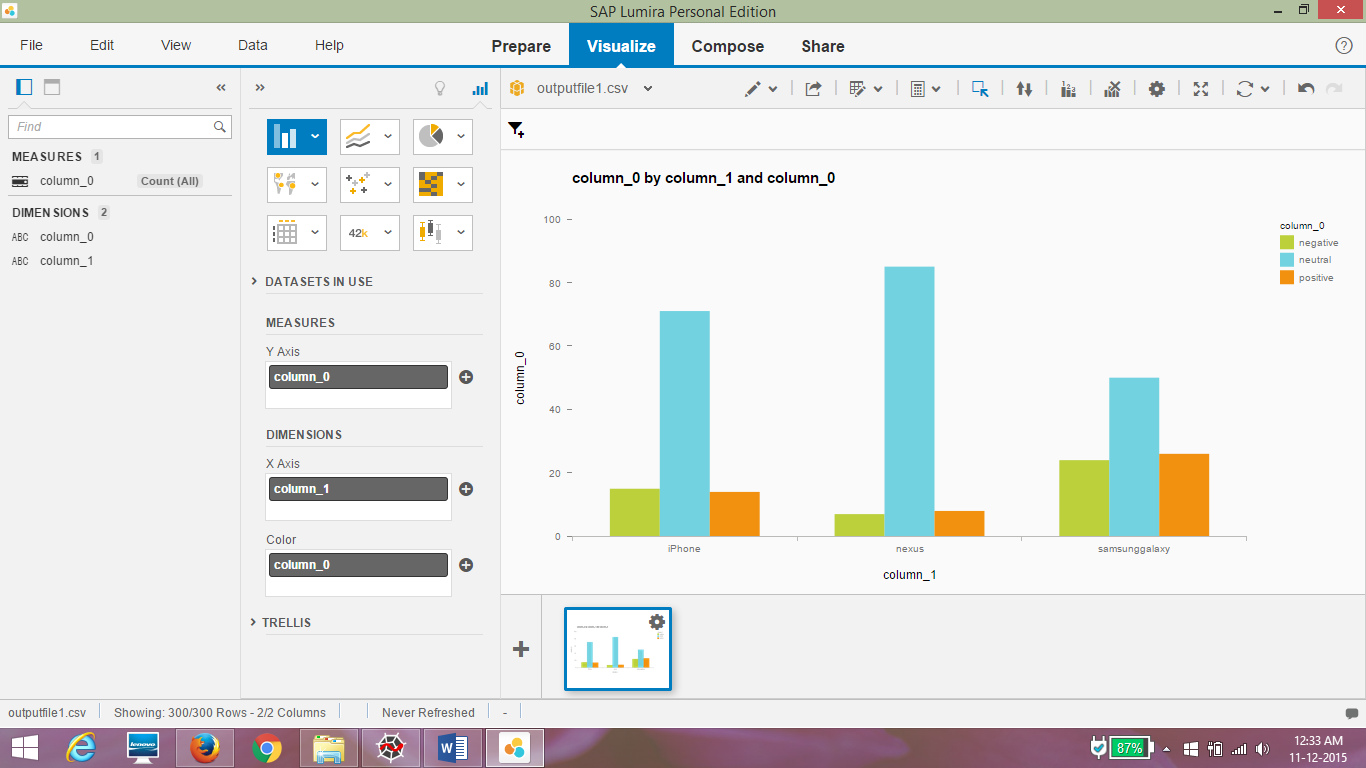 SAP Lumira Personal Edition
File Edit View Data Help Prepare Visualize Compose Share
outputfile1.csv
Find
MEASURES 1
column_0 Count (All)
DIMENSIONS 2
ABC column_0
ABC column_1
42k
DATASETS IN USE
MEASURES
Y Axis
column_0
DIMENSIONS
X Axis
column_1
Color
column_0
TRELLIS
column_0 by column_1 and column_0
100
80
60
40
20
0
column_0
iPhone nexus samsunggalaxy
column_1
column_0
negative
neutral
positive
outputfile1.csv Showing: 300/300 Rows - 2/2 Columns Never Refreshed -
lenovo
87%
12:33 AM
11-12-2015